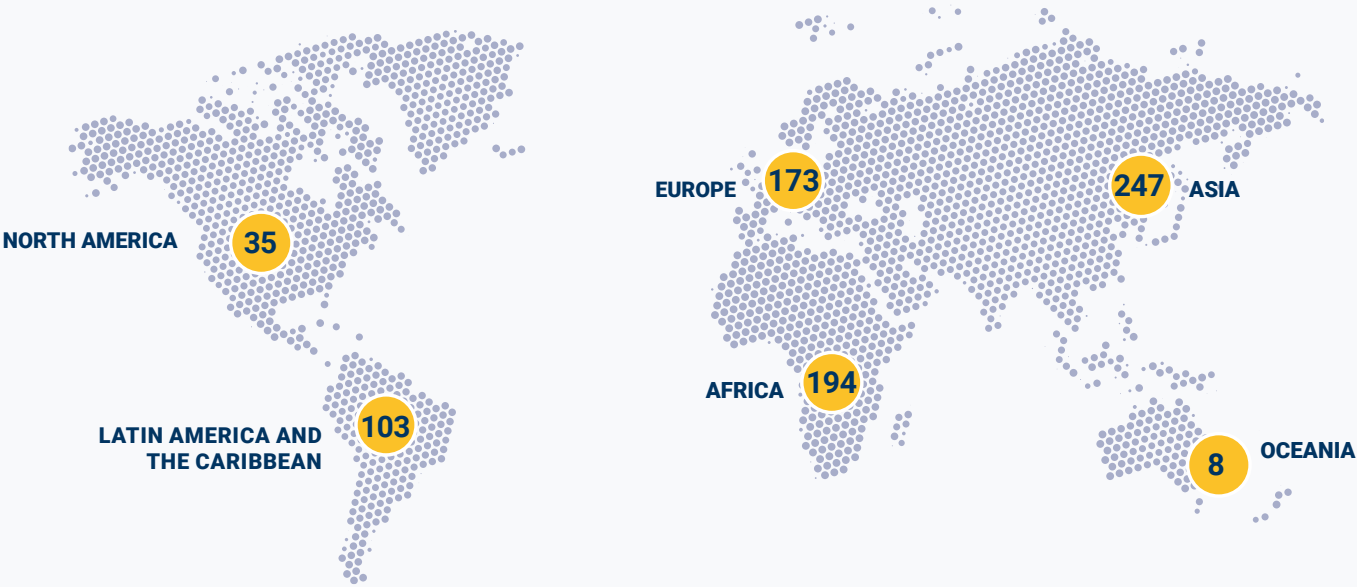 EUROPE
173
247
ASIA
NORTH AMERICA
35
AFRICA
194
LATIN AMERICA AND
THE CARIBBEAN
103
8
OCEANIA